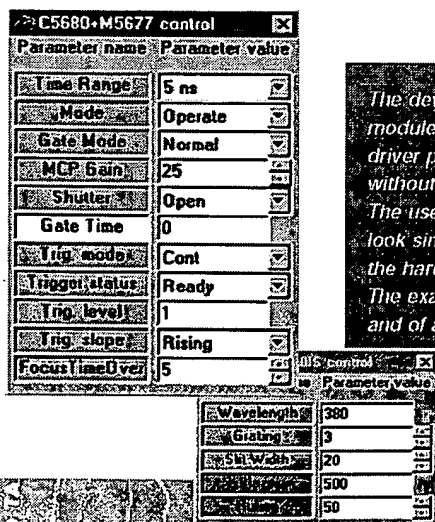 C5680+M5677 control
Parameter name Parameter value
Time Range 5 ns
Mode Operate
Gate Mode Normal
MCP Gain 25
Shutter Open
Gate Time 0
Trig. mode Cont
Trigger status Ready
Trig. level 1
Trig. slope Rising
FocusTimeOver 5
The de
module
driver p
without
The use
look sin
the hard
The exa
and of a
control
Parameter value
Wavelength 380
Grating 3
Slit Width 20
500
50